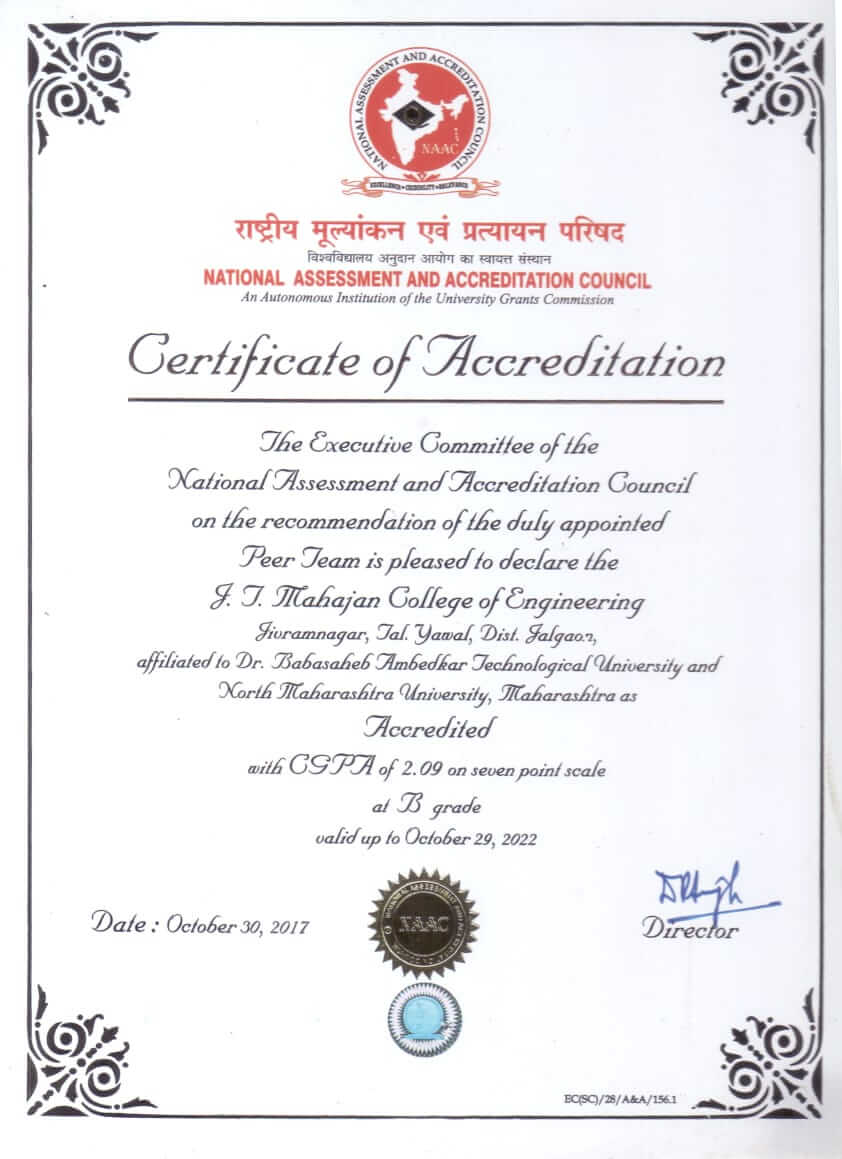 NATIONAL ASSESSMENT AND ACCREDITATION COUNCIL
NAAC
EXCELLENCE • CREDIBILITY • RELEVANCE
राष्ट्रीय मूल्यांकन एवं प्रत्यायन परिषद
विश्वविद्यालय अनुदान आयोग का स्वायत्त संस्थान
NATIONAL ASSESSMENT AND ACCREDITATION COUNCIL
An Autonomous Institution of the University Grants Commission
Certificate of Accreditation
The Executive Committee of the
National Assessment and Accreditation Council
on the recommendation of the duly appointed
Peer Team is pleased to declare the
J. T. Mahajan College of Engineering
Jivramnagar, Tal. Yawal, Dist. Jalgaon,
affiliated to Dr. Babasaheb Ambedkar Technological University and
North Maharashtra University, Maharashtra as
Accredited
with CGPA of 2.09 on seven point scale
at B grade
valid up to October 29, 2022
Date : October 30, 2017
NAAC
Director
EC(SC)/28/A&A/156.1